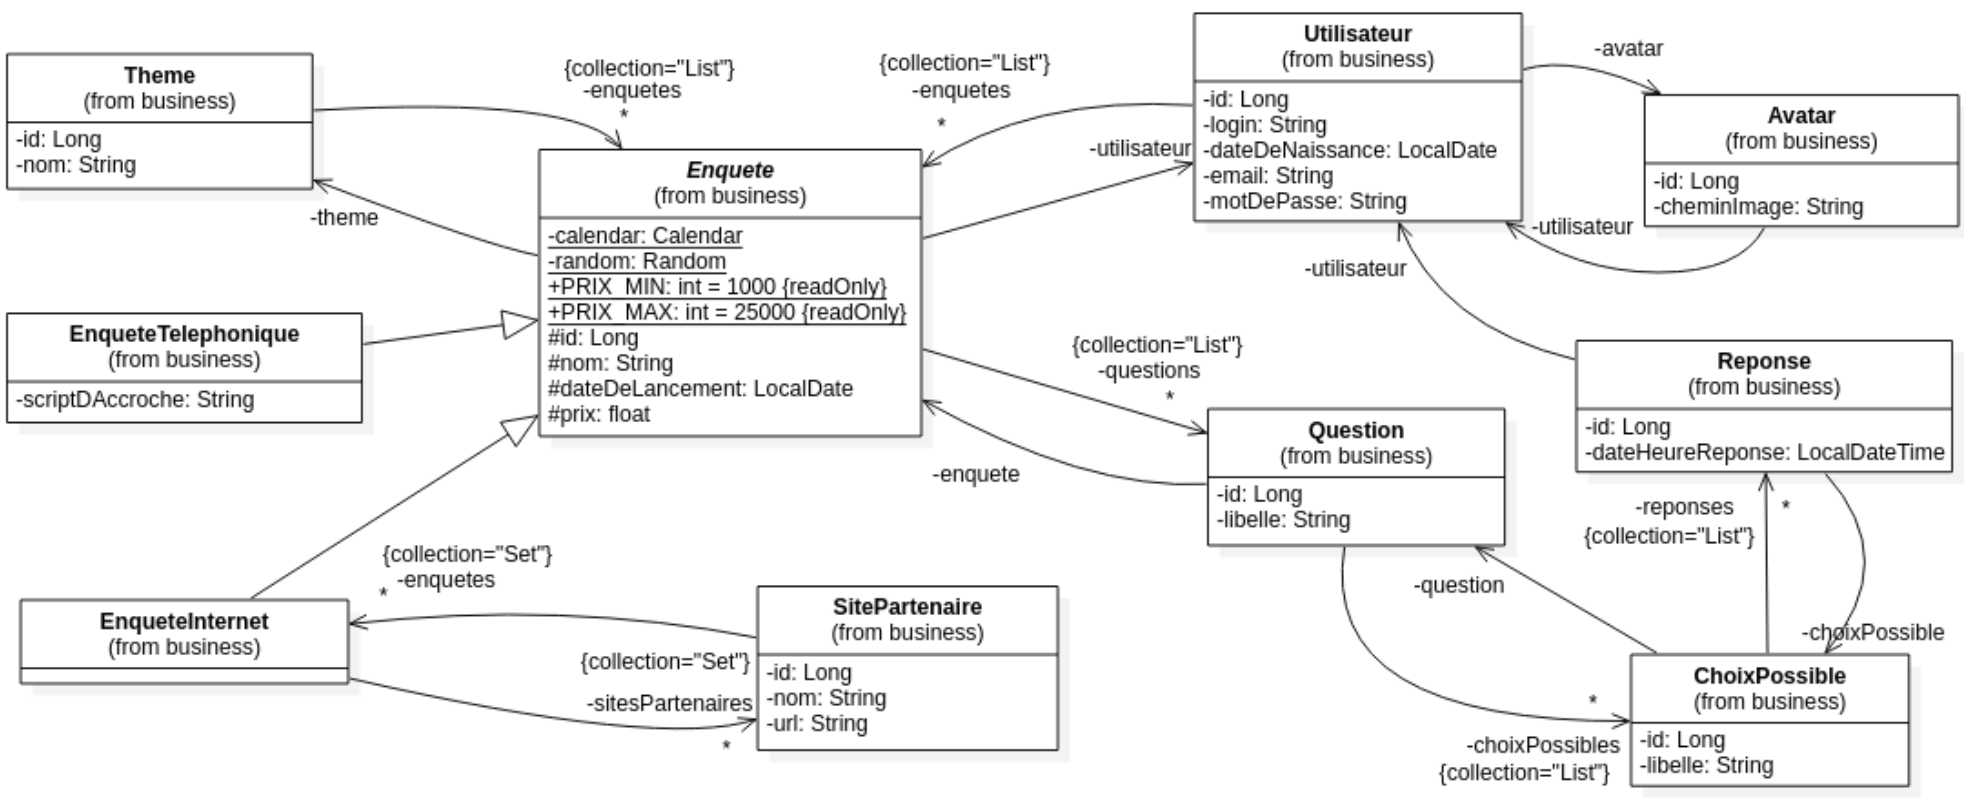 Theme
(from business)
-id: Long
-nom: String
{collection="List"}
-enquetes
*
{collection="List"}
-enquetes
*
Utilisateur
(from business)
-id: Long
-login: String
-dateDeNaissance: LocalDate
-email: String
-motDePasse: String
-avatar
Avatar
(from business)
-id: Long
-cheminImage: String
-utilisateur
-utilisateur
-utilisateur
-theme
Enquete
(from business)
-calendar: Calendar
-random: Random
+PRIX_MIN: int = 1000 {readOnly}
+PRIX_MAX: int = 25000 {readOnly}
#id: Long
#nom: String
#dateDeLancement: LocalDate
#prix: float
EnqueteTelephonique
(from business)
-scriptDAccroche: String
{collection="List"}
-questions
*
-enquete
Question
(from business)
-id: Long
-libelle: String
Reponse
(from business)
-id: Long
-dateHeureReponse: LocalDateTime
-reponses
*
{collection="List"}
-question
-choixPossible
{collection="Set"}
-enquetes
*
EnqueteInternet
(from business)
{collection="Set"}
-sitesPartenaires
*
SitePartenaire
(from business)
-id: Long
-nom: String
-url: String
*
-choixPossibles
{collection="List"}
ChoixPossible
(from business)
-id: Long
-libelle: String